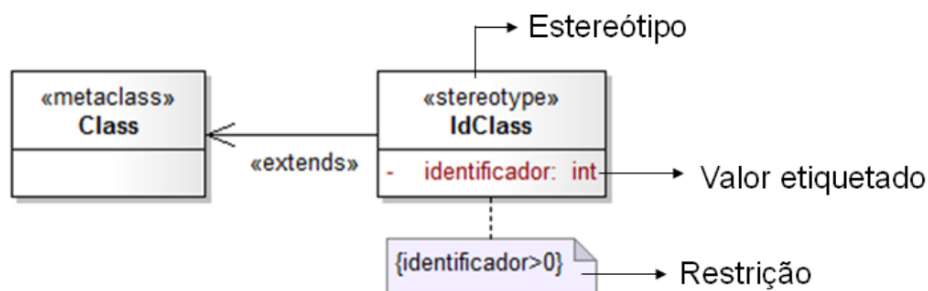 Estereótipo
«metaclass»
Class
«stereotype»
IdClass
«extends»
- identificador: int
Valor etiquetado
{identificador>0}
Restrição